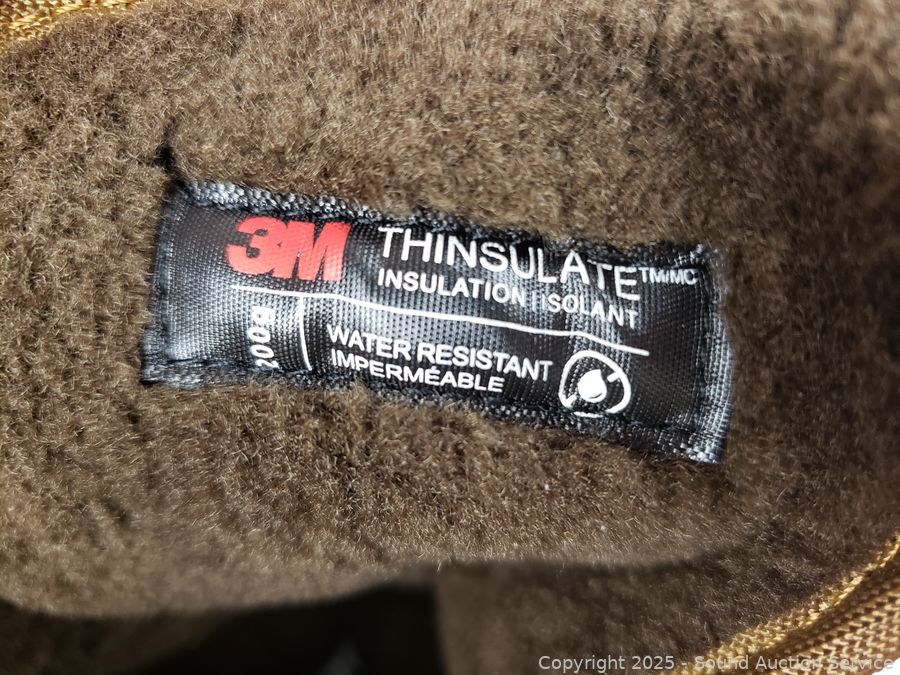 3M THINSULATE™/MC
INSULATION | ISOLANT
200g
WATER RESISTANT
IMPERMÉABLE
Copyright 2025 - Sound Auction Service